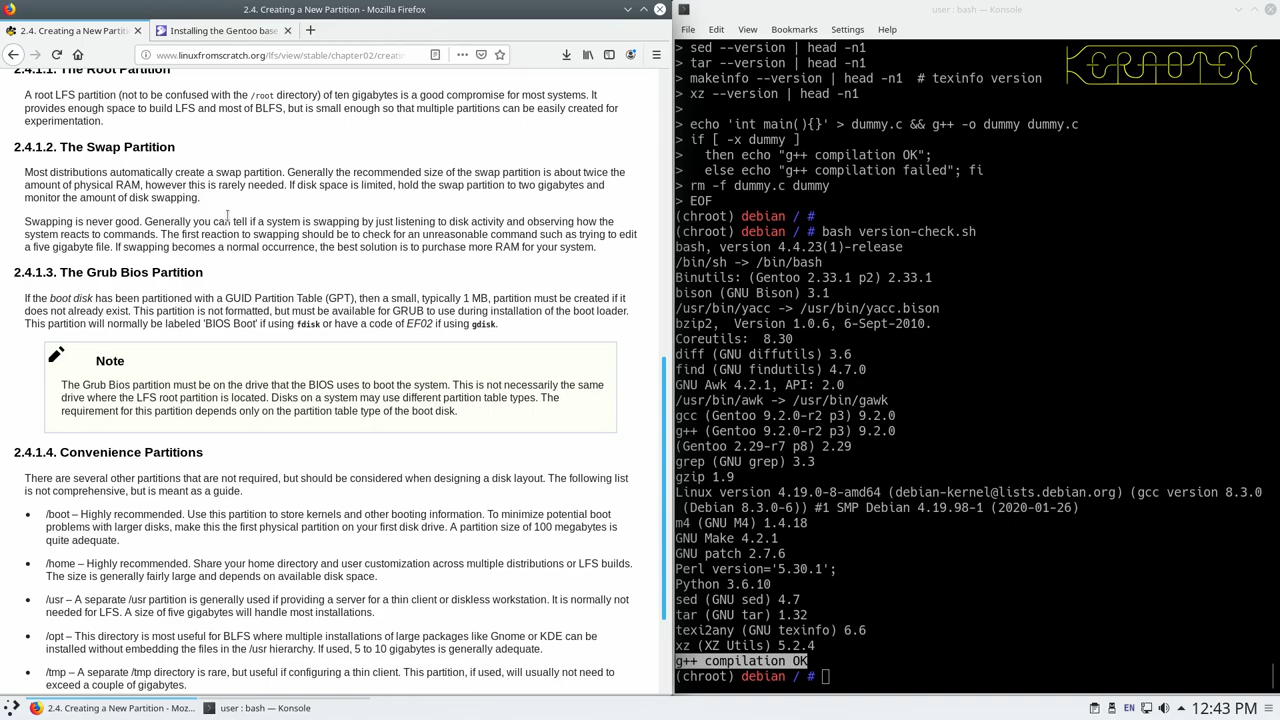 2.4. Creating a New Partition - Mozilla Firefox
2.4. Creating a New Partiti
Installing the Gentoo base
www.linuxfromscratch.org/lfs/view/stable/chapter02/creatin
2.4.1.1. The Root Partition
A root LFS partition (not to be confused with the /root directory) of ten gigabytes is a good compromise for most systems. It
provides enough space to build LFS and most of BLFS, but is small enough so that multiple partitions can be easily created for
experimentation.
2.4.1.2. The Swap Partition
Most distributions automatically create a swap partition. Generally the recommended size of the swap partition is about twice the
amount of physical RAM, however this is rarely needed. If disk space is limited, hold the swap partition to two gigabytes and
monitor the amount of disk swapping.
Swapping is never good. Generally you can tell if a system is swapping by just listening to disk activity and observing how the
system reacts to commands. The first reaction to swapping should be to check for an unreasonable command such as trying to edit
a five gigabyte file. If swapping becomes a normal occurrence, the best solution is to purchase more RAM for your system.
2.4.1.3. The Grub Bios Partition
If the boot disk has been partitioned with a GUID Partition Table (GPT), then a small, typically 1 MB, partition must be created if it
does not already exist. This partition is not formatted, but must be available for GRUB to use during installation of the boot loader.
This partition will normally be labeled 'BIOS Boot' if using fdisk or have a code of EF02 if using gdisk.
Note
The Grub Bios partition must be on the drive that the BIOS uses to boot the system. This is not necessarily the same
drive where the LFS root partition is located. Disks on a system may use different partition table types. The
requirement for this partition depends only on the partition table type of the boot disk.
2.4.1.4. Convenience Partitions
There are several other partitions that are not required, but should be considered when designing a disk layout. The following list
is not comprehensive, but is meant as a guide.
• /boot – Highly recommended. Use this partition to store kernels and other booting information. To minimize potential boot
problems with larger disks, make this the first physical partition on your first disk drive. A partition size of 100 megabytes is
quite adequate.
• /home – Highly recommended. Share your home directory and user customization across multiple distributions or LFS builds.
The size is generally fairly large and depends on available disk space.
• /usr – A separate /usr partition is generally used if providing a server for a thin client or diskless workstation. It is normally not
needed for LFS. A size of five gigabytes will handle most installations.
• /opt – This directory is most useful for BLFS where multiple installations of large packages like Gnome or KDE can be
installed without embedding the files in the /usr hierarchy. If used, 5 to 10 gigabytes is generally adequate.
• /tmp – A separate /tmp directory is rare, but useful if configuring a thin client. This partition, if used, will usually not need to
exceed a couple of gigabytes.
user : bash — Konsole
File Edit View Bookmarks Settings Help
KERNOTEX
> sed --version | head -n1
> tar --version | head -n1
> makeinfo --version | head -n1  # texinfo version
> xz --version | head -n1
>
> echo 'int main(){}' > dummy.c && g++ -o dummy dummy.c
> if [ -x dummy ]
>   then echo "g++ compilation OK";
>   else echo "g++ compilation failed"; fi
> rm -f dummy.c dummy
> EOF
(chroot) debian / #
(chroot) debian / # bash version-check.sh
bash, version 4.4.23(1)-release
/bin/sh -> /bin/bash
Binutils: (Gentoo 2.33.1 p2) 2.33.1
bison (GNU Bison) 3.1
/usr/bin/yacc -> /usr/bin/yacc.bison
bzip2,  Version 1.0.6, 6-Sept-2010.
Coreutils:  8.30
diff (GNU diffutils) 3.6
find (GNU findutils) 4.7.0
GNU Awk 4.2.1, API: 2.0
/usr/bin/awk -> /usr/bin/gawk
gcc (Gentoo 9.2.0-r2 p3) 9.2.0
g++ (Gentoo 9.2.0-r2 p3) 9.2.0
(Gentoo 2.29-r7 p8) 2.29
grep (GNU grep) 3.3
gzip 1.9
Linux version 4.19.0-8-amd64 (debian-kernel@lists.debian.org) (gcc version 8.3.0
(Debian 8.3.0-6)) #1 SMP Debian 4.19.98-1 (2020-01-26)
m4 (GNU M4) 1.4.18
GNU Make 4.2.1
GNU patch 2.7.6
Perl version='5.30.1';
Python 3.6.10
sed (GNU sed) 4.7
tar (GNU tar) 1.32
texi2any (GNU texinfo) 6.6
xz (XZ Utils) 5.2.4
g++ compilation OK
(chroot) debian / #
2.4. Creating a New Partition - Moz...
user : bash — Konsole
EN
12:43 PM